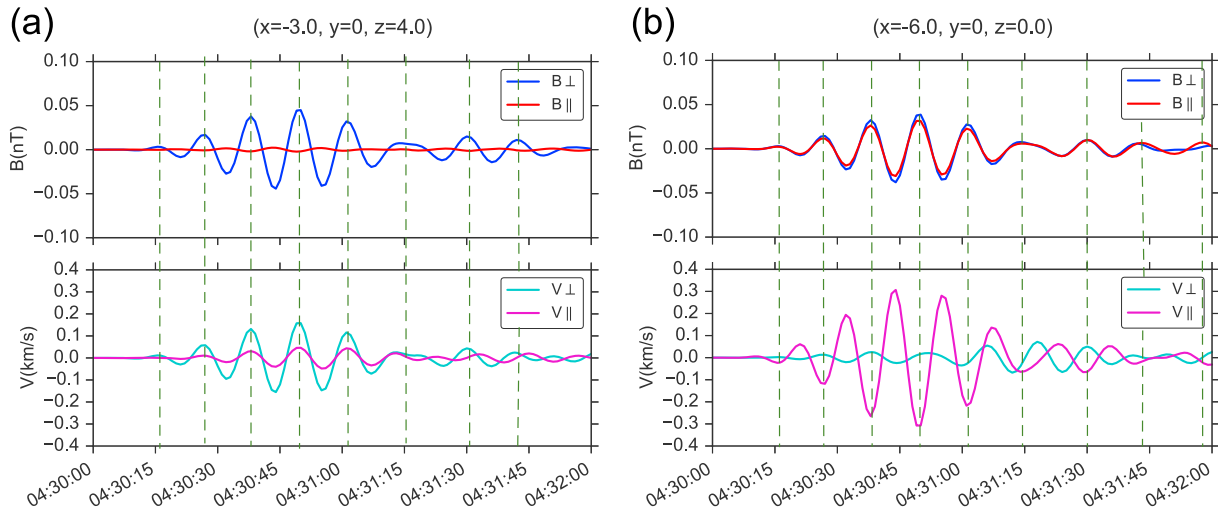 (a)
(x=-3.0, y=0, z=4.0)
B(nT)
0.10
0.05
0.00
−0.05
−0.10
B⊥
B∥
V(km/s)
0.4
0.3
0.2
0.1
0.0
−0.1
−0.2
−0.3
−0.4
V⊥
V∥
04:30:00
04:30:15
04:30:30
04:30:45
04:31:00
04:31:15
04:31:30
04:31:45
04:32:00
(b)
(x=-6.0, y=0, z=0.0)
B(nT)
0.10
0.05
0.00
−0.05
−0.10
B⊥
B∥
V(km/s)
0.4
0.3
0.2
0.1
0.0
−0.1
−0.2
−0.3
−0.4
V⊥
V∥
04:30:00
04:30:15
04:30:30
04:30:45
04:31:00
04:31:15
04:31:30
04:31:45
04:32:00